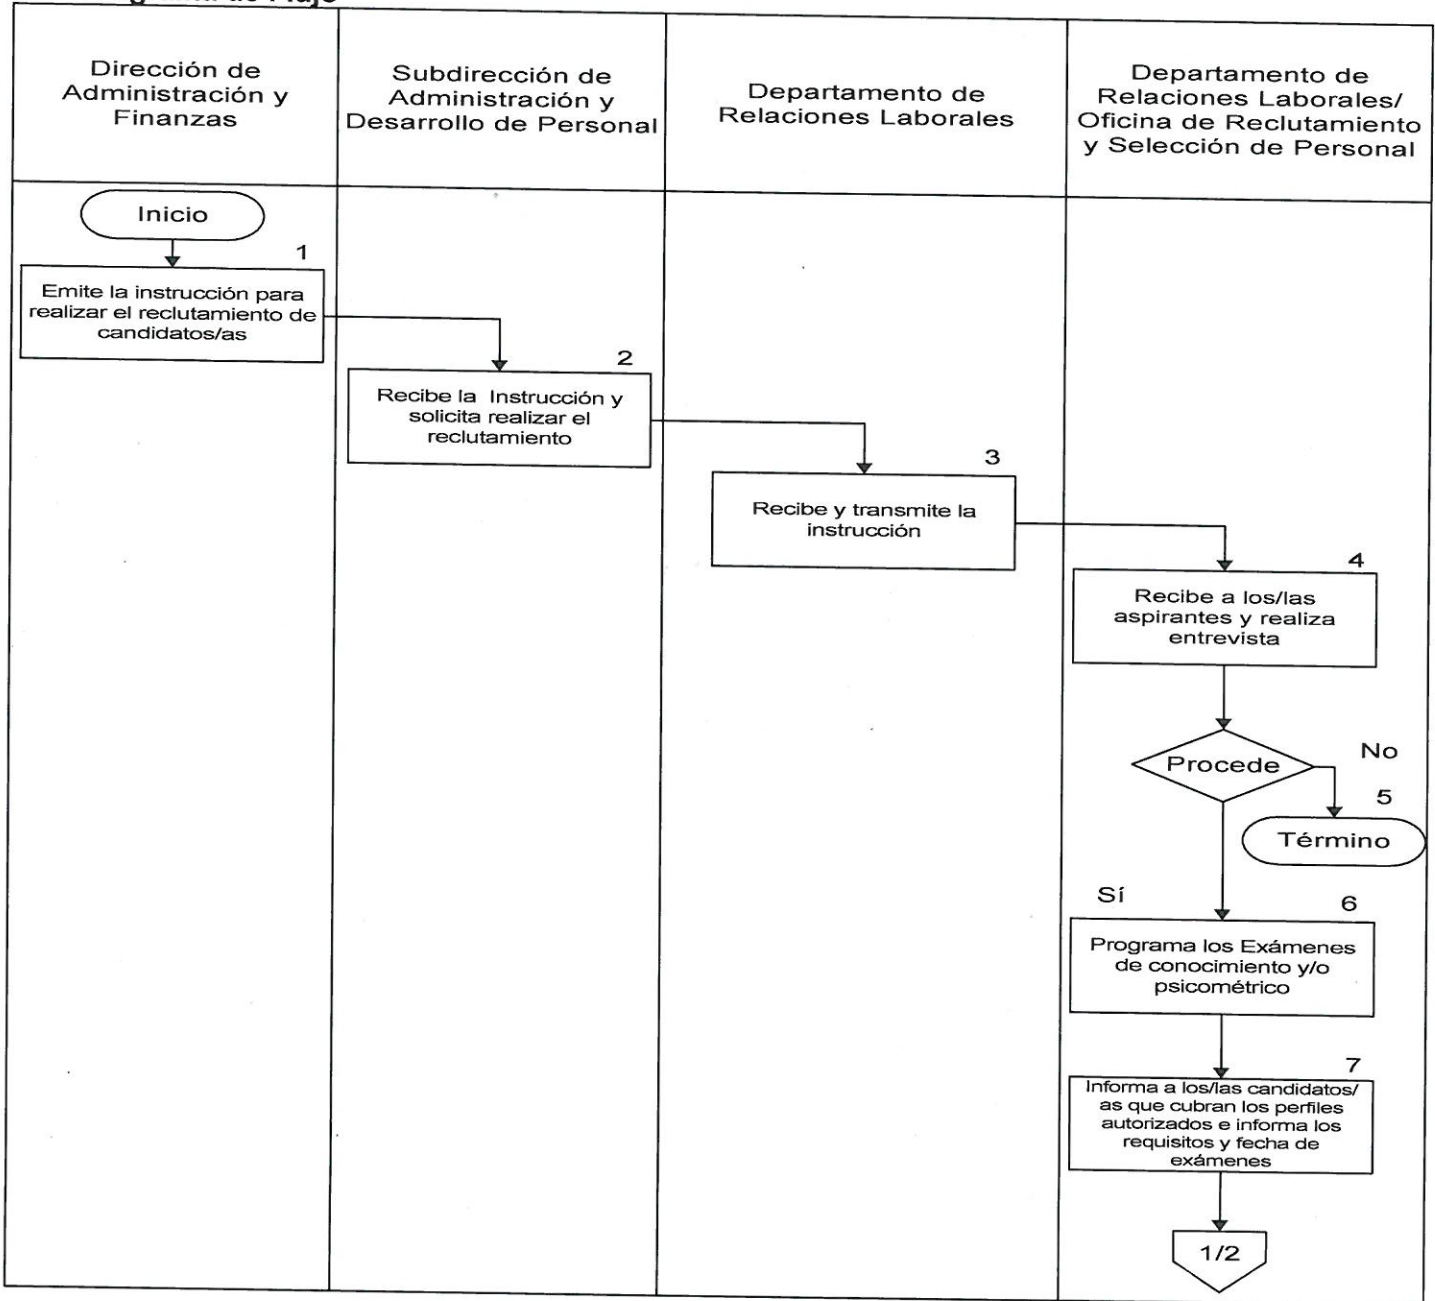 de Flujo
Dirección de
Administración y
Finanzas
Subdirección de
Administración y
Desarrollo de Personal
Departamento de
Relaciones Laborales
Departamento de
Relaciones Laborales/
Oficina de Reclutamiento
y Selección de Personal
Inicio
1
Emite la instrucción para
realizar el reclutamiento de
candidatos/as
2
Recibe la Instrucción y
solicita realizar el
reclutamiento
3
Recibe y transmite la
instrucción
4
Recibe a los/las
aspirantes y realiza
entrevista
Procede
No
5
Término
Sí
6
Programa los Exámenes
de conocimiento y/o
psicométrico
7
Informa a los/las candidatos/
as que cubran los perfiles
autorizados e informa los
requisitos y fecha de
exámenes
1/2